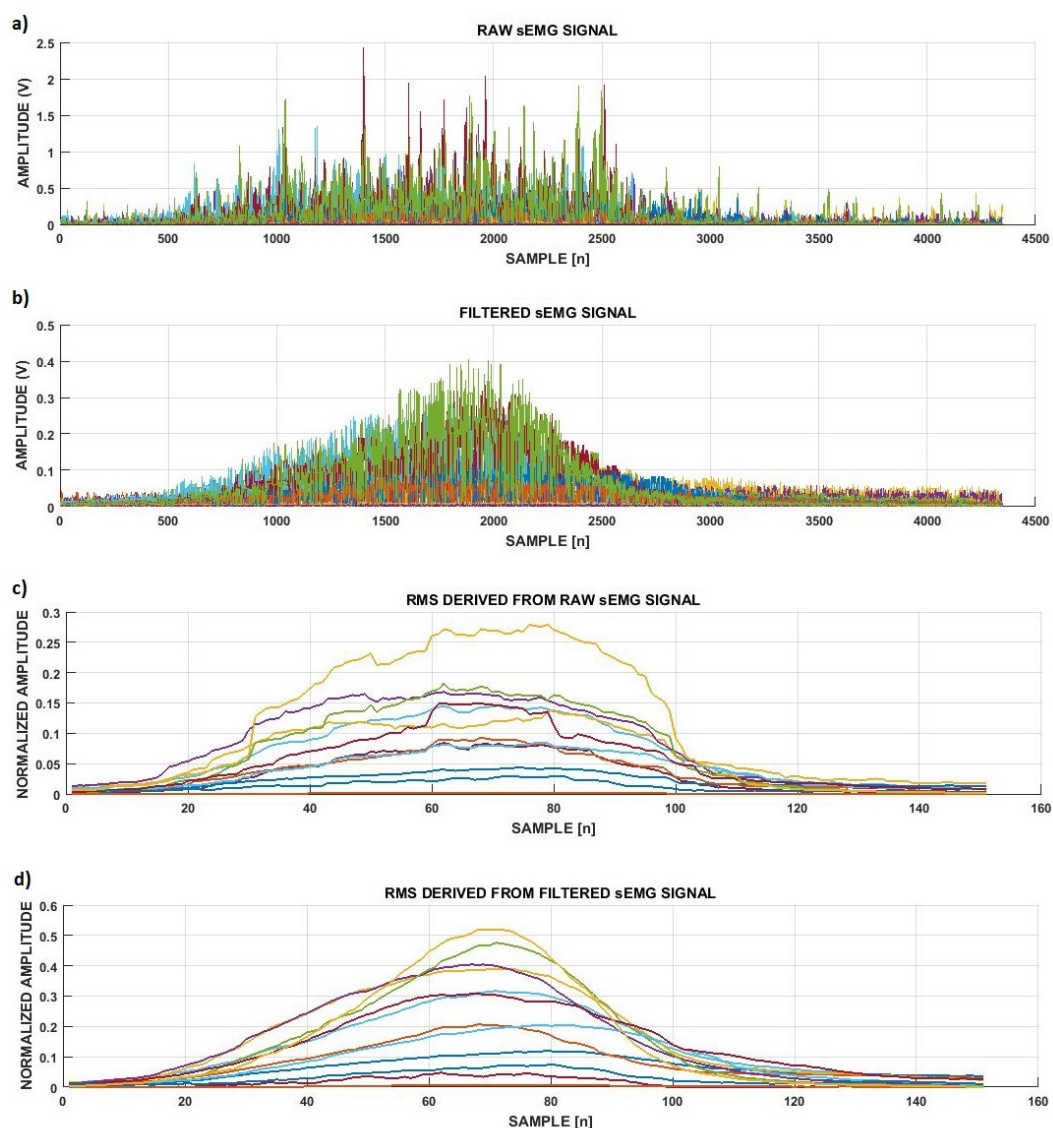 a)
RAW sEMG SIGNAL
AMPLITUDE (V)
2.5
2
1.5
1
0.5
0
0 500 1000 1500 2000 2500 3000 3500 4000 4500
SAMPLE [n]
b)
FILTERED sEMG SIGNAL
AMPLITUDE (V)
0.5
0.4
0.3
0.2
0.1
0
0 500 1000 1500 2000 2500 3000 3500 4000 4500
SAMPLE [n]
c)
RMS DERIVED FROM RAW sEMG SIGNAL
NORMALIZED AMPLITUDE
0.3
0.25
0.2
0.15
0.1
0.05
0
0 20 40 60 80 100 120 140 160
SAMPLE [n]
d)
RMS DERIVED FROM FILTERED sEMG SIGNAL
NORMALIZED AMPLITUDE
0.6
0.5
0.4
0.3
0.2
0.1
0
0 20 40 60 80 100 120 140 160
SAMPLE [n]